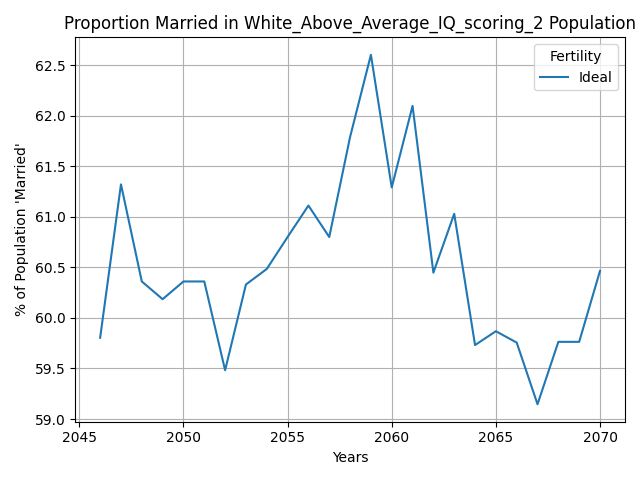 Proportion Married in White_Above_Average_IQ_scoring_2 Population
Fertility
Ideal
% of Population 'Married'
62.5
62.0
61.5
61.0
60.5
60.0
59.5
59.0
2045 2050 2055 2060 2065 2070
Years